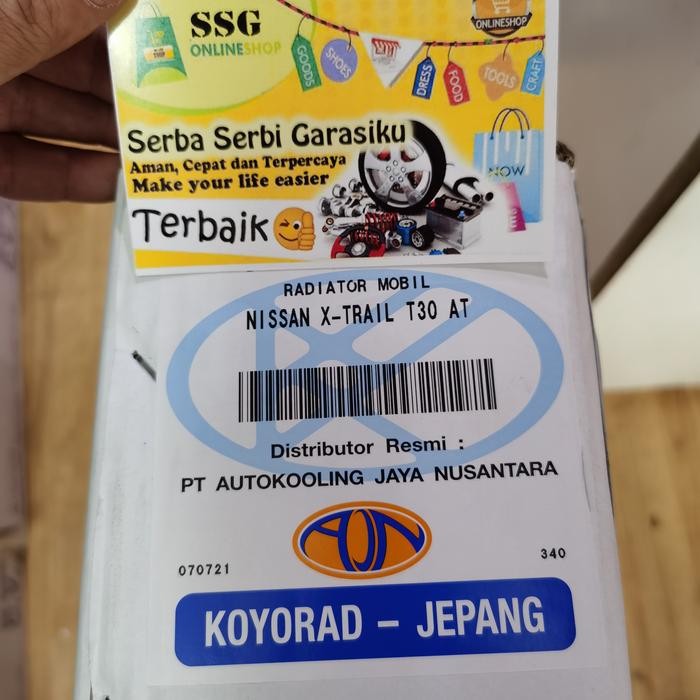 SSG
ONLINESHOP
ONLINESHOP
GOODS
SHOES
DRESS
FOOD
TOOLS
CRAFT
Serba Serbi Garasiku
Aman, Cepat dan Terpercaya
Make your life easier
NOW
Terbaik
RADIATOR MOBIL
NISSAN X-TRAIL T30 AT
Distributor Resmi :
PT AUTOKOOLING JAYA NUSANTARA
AJN
070721
340
KOYORAD – JEPANG